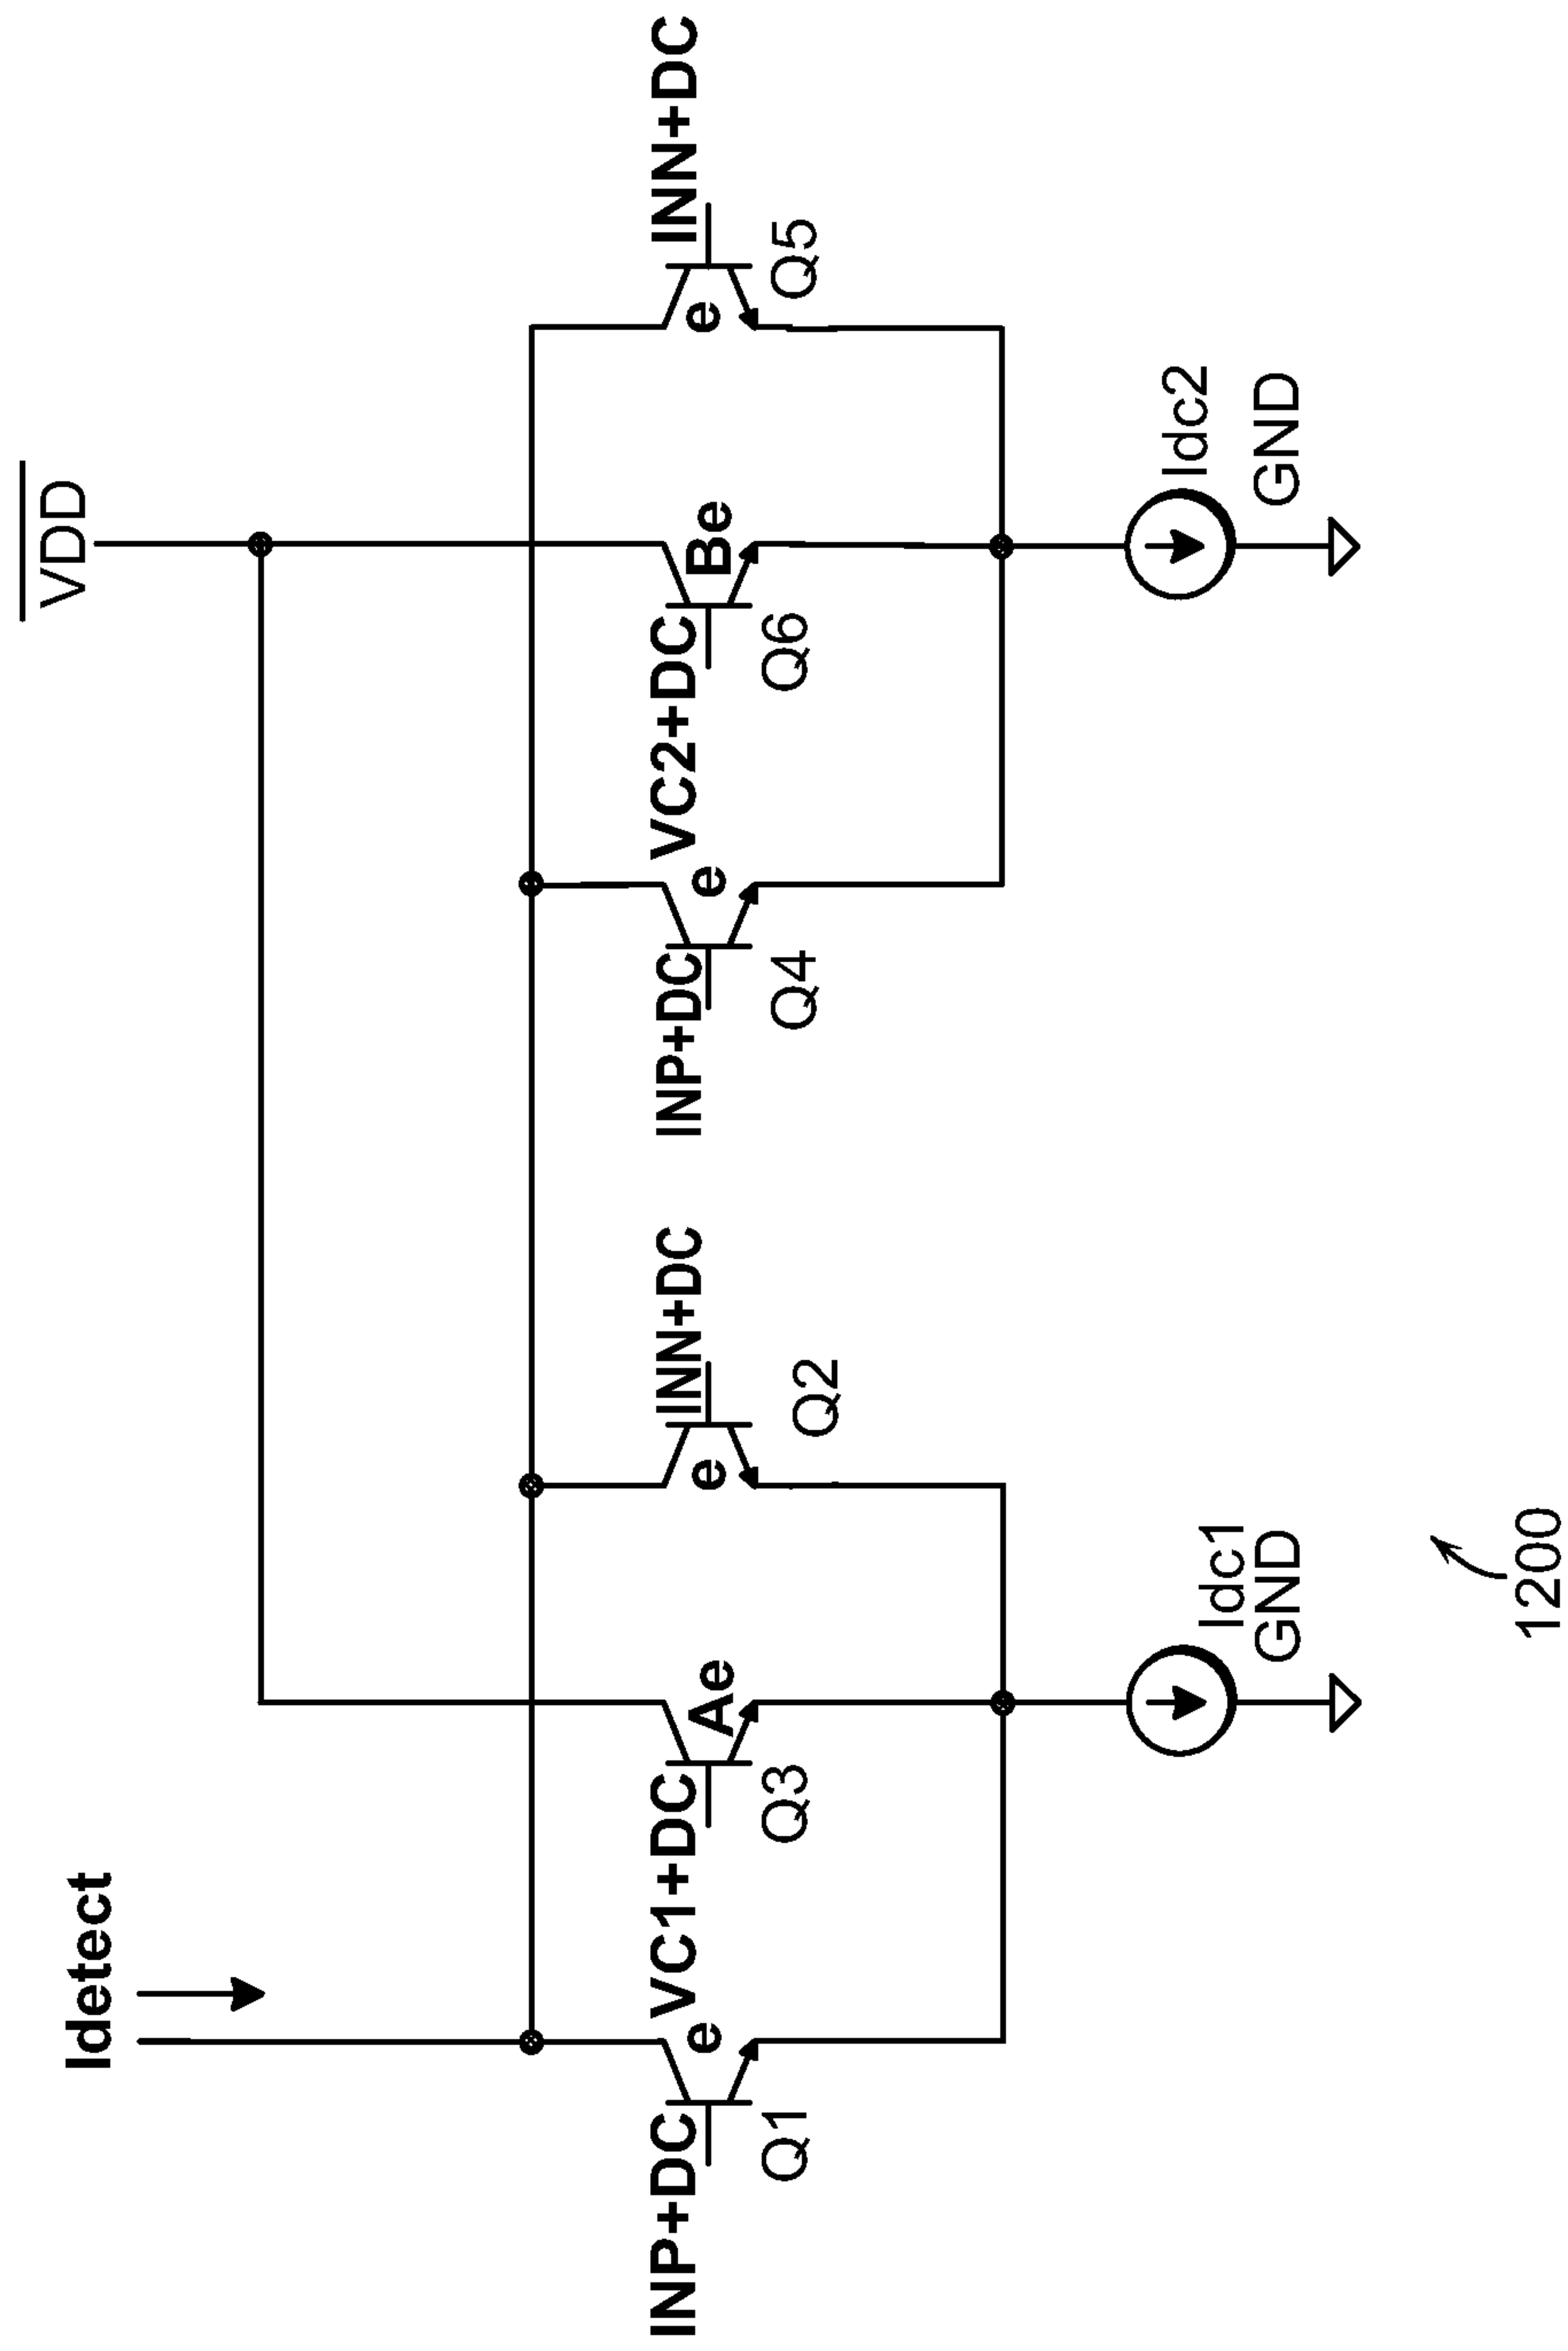 Idetect
VDD
INP+DC
e
Q1
VC1+DC
Ae
Q3
e
INN+DC
Q2
INP+DC
e
Q4
VC2+DC
Be
Q6
e
INN+DC
Q5
Idc1
GND
Idc2
GND
1200